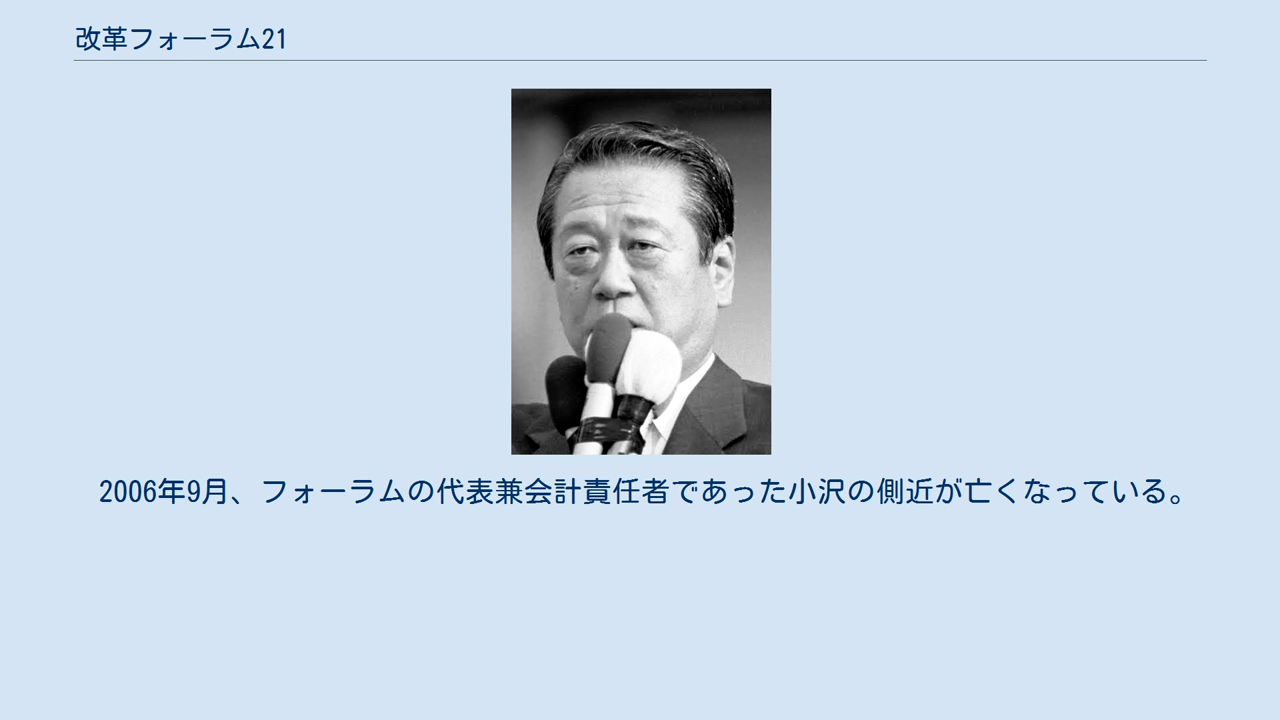 改革フォーラム21
2006年9月、フォーラムの代表兼会計責任者であった小沢の側近が亡くなっている。